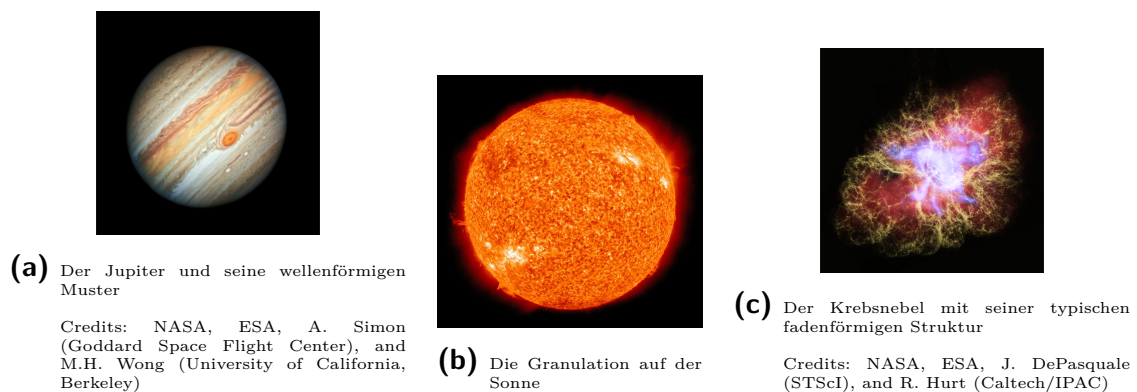 (a) Der Jupiter und seine wellenförmigen
Muster
Credits: NASA, ESA, A. Simon
(Goddard Space Flight Center), and
M.H. Wong (University of California,
Berkeley)
(b) Die Granulation auf der
Sonne
(c) Der Krebsnebel mit seiner typischen
fadenförmigen Struktur
Credits: NASA, ESA, J. DePasquale
(STScI), and R. Hurt (Caltech/IPAC)